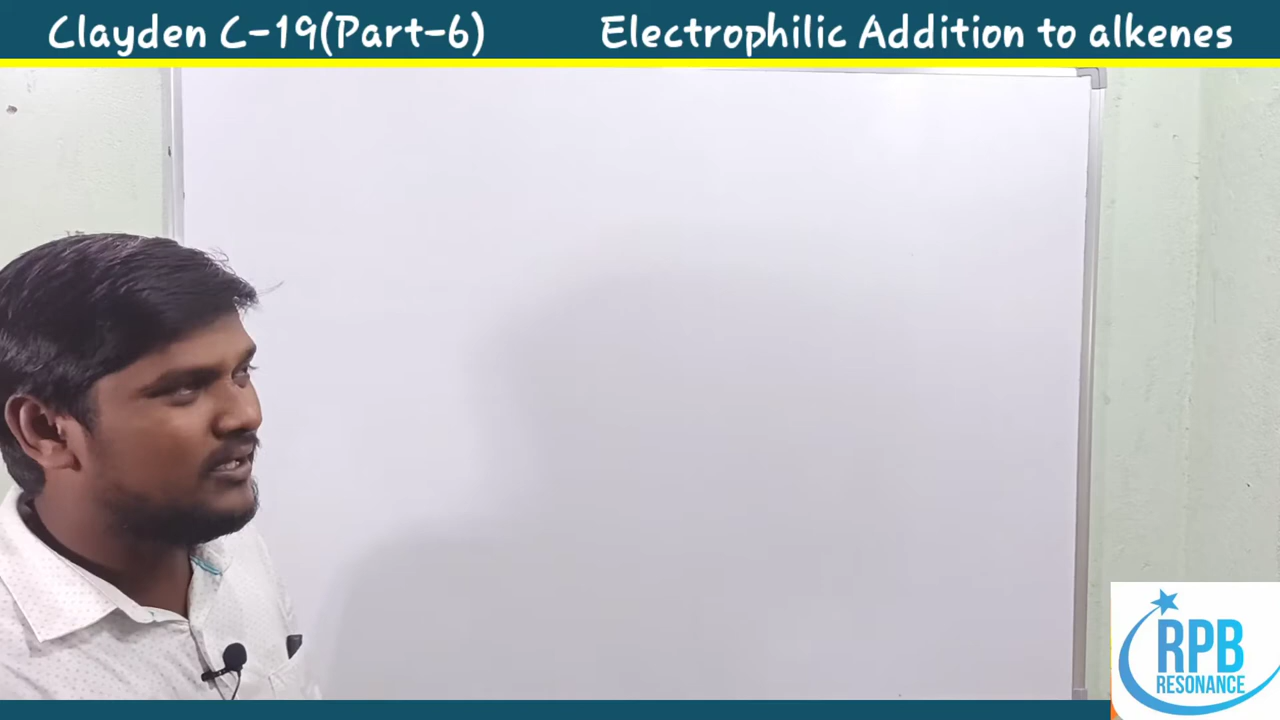 Clayden C-19(Part-6) Electrophilic Addition to alkenes
RPB
RESONANCE